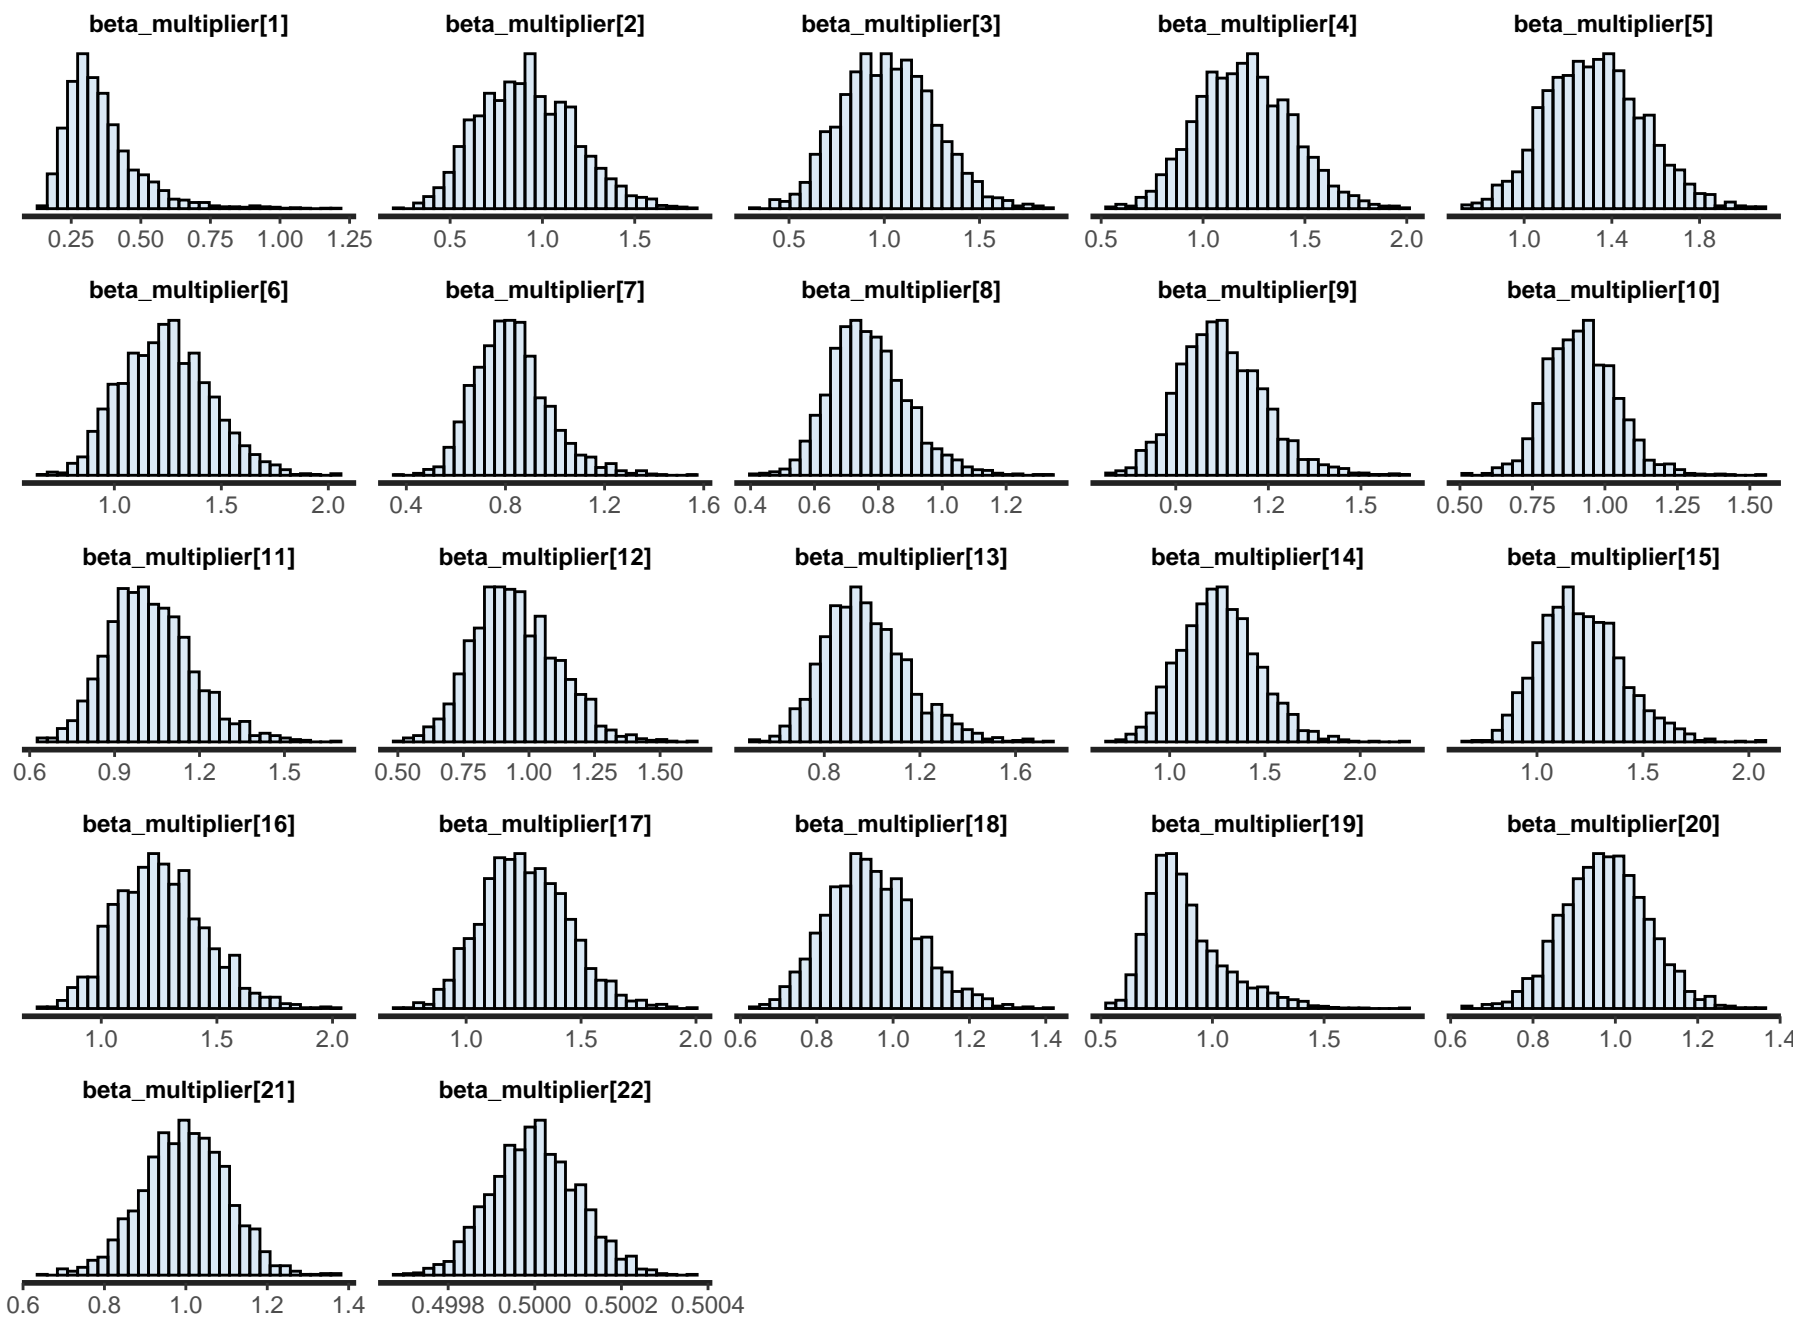 beta_multiplier[1] beta_multiplier[2] beta_multiplier[3] beta_multiplier[4] beta_multiplier[5]
0.25 0.50 0.75 1.00 1.25 0.5 1.0 1.5 0.5 1.0 1.5 0.5 1.0 1.5 2.0 1.0 1.4 1.8
beta_multiplier[6] beta_multiplier[7] beta_multiplier[8] beta_multiplier[9] beta_multiplier[10]
1.0 1.5 2.0 0.4 0.8 1.2 1.6 0.4 0.6 0.8 1.0 1.2 0.9 1.2 1.5 0.50 0.75 1.00 1.25 1.50
beta_multiplier[11] beta_multiplier[12] beta_multiplier[13] beta_multiplier[14] beta_multiplier[15]
0.6 0.9 1.2 1.5 0.50 0.75 1.00 1.25 1.50 0.8 1.2 1.6 1.0 1.5 2.0 1.0 1.5 2.0
beta_multiplier[16] beta_multiplier[17] beta_multiplier[18] beta_multiplier[19] beta_multiplier[20]
1.0 1.5 2.0 1.0 1.5 2.0 0.6 0.8 1.0 1.2 1.4 0.5 1.0 1.5 0.6 0.8 1.0 1.2 1.4
beta_multiplier[21] beta_multiplier[22]
0.6 0.8 1.0 1.2 1.4 0.4998 0.5000 0.5002 0.5004